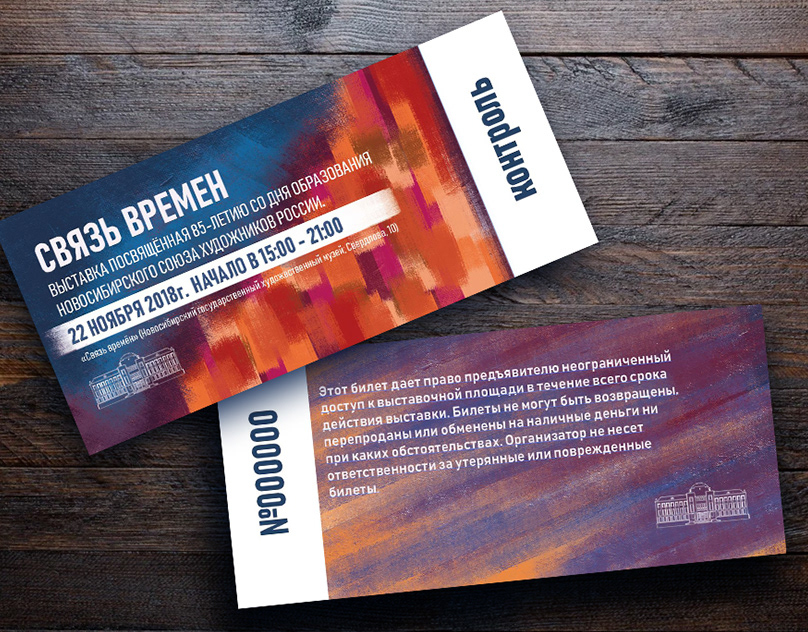 СВЯЗЬ ВРЕМЕН
ВЫСТАВКА ПОСВЯЩЁННАЯ 85-ЛЕТИЮ СО ДНЯ ОБРАЗОВАНИЯ
НОВОСИБИРСКОГО СОЮЗА ХУДОЖНИКОВ РОССИИ.
22 НОЯБРЯ 2018г. НАЧАЛО В 15:00 - 21:00
«Связь времён» (Новосибирский государственный художественный музей, Свердлова, 10)
контроль
№000000
Этот билет дает право предъявителю неограниченный
доступ к выставочной площади в течение всего срока
действия выставки. Билеты не могут быть возвращены,
перепроданы или обменены на наличные деньги ни
при каких обстоятельствах. Организатор не несет
ответственности за утерянные или поврежденные
билеты.